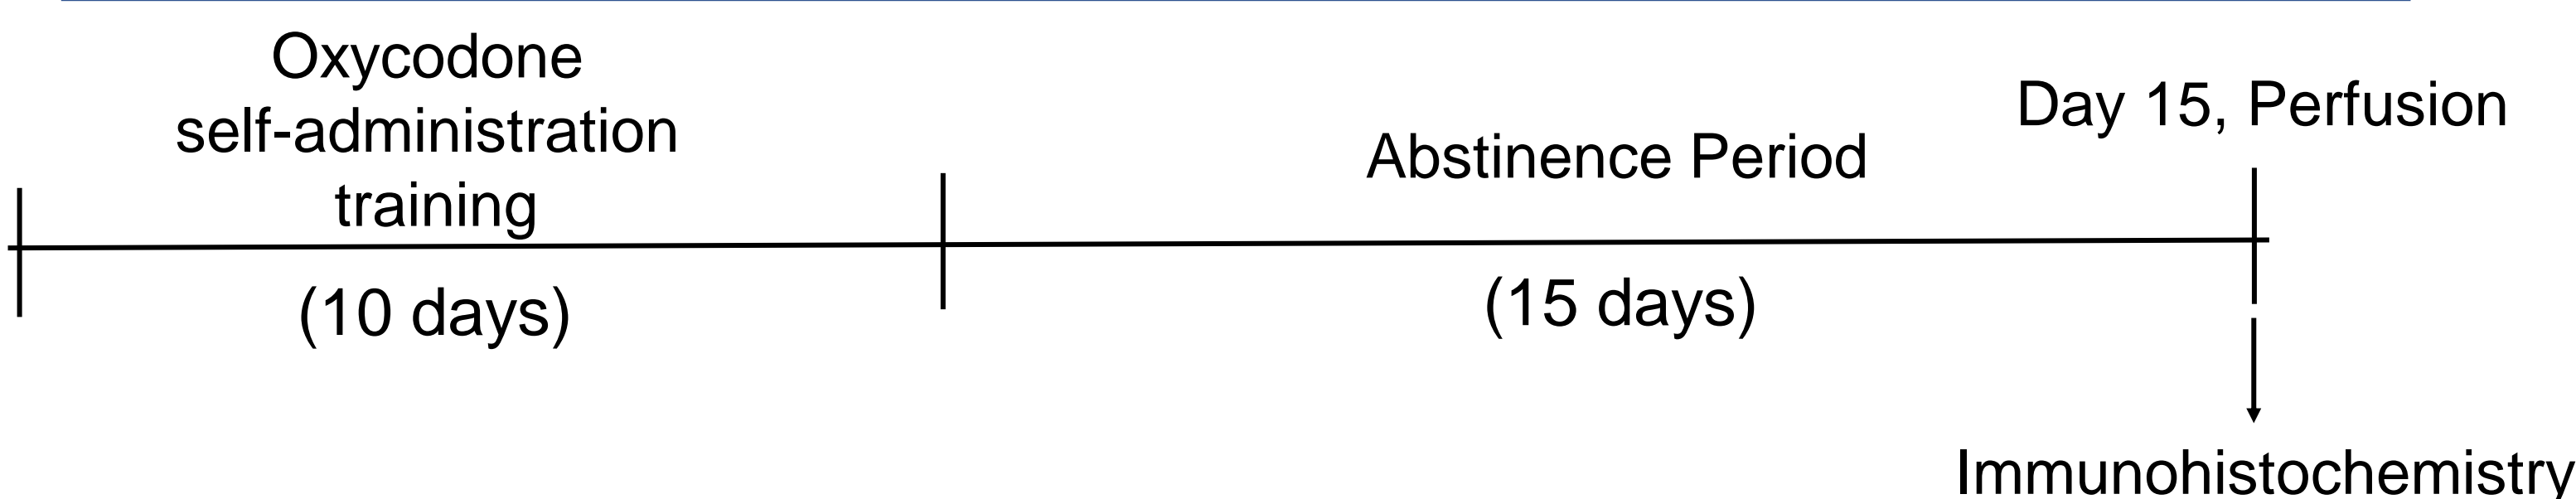 Oxycodone
self-administration
training
(10 days)
Abstinence Period
(15 days)
Day 15, Perfusion
Immunohistochemistry